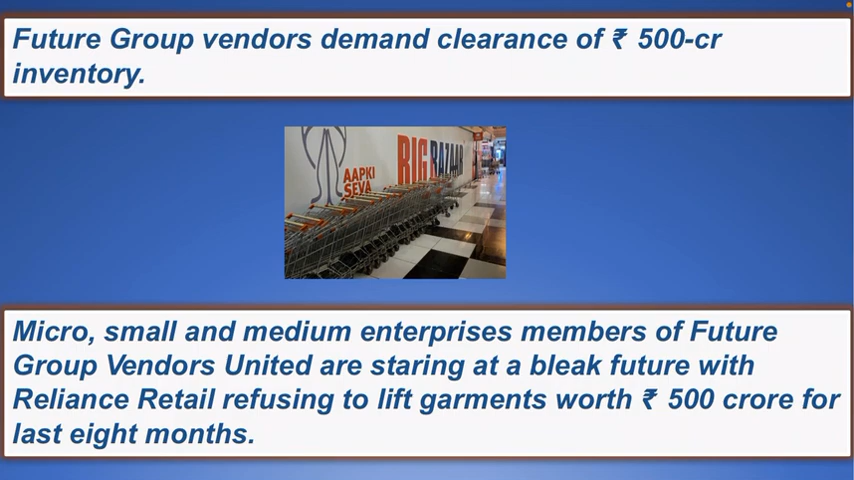 Future Group vendors demand clearance of ₹ 500-cr
inventory.
AAPKI
SEVA
BIG BAZAAR
Micro, small and medium enterprises members of Future
Group Vendors United are staring at a bleak future with
Reliance Retail refusing to lift garments worth ₹ 500 crore for
last eight months.